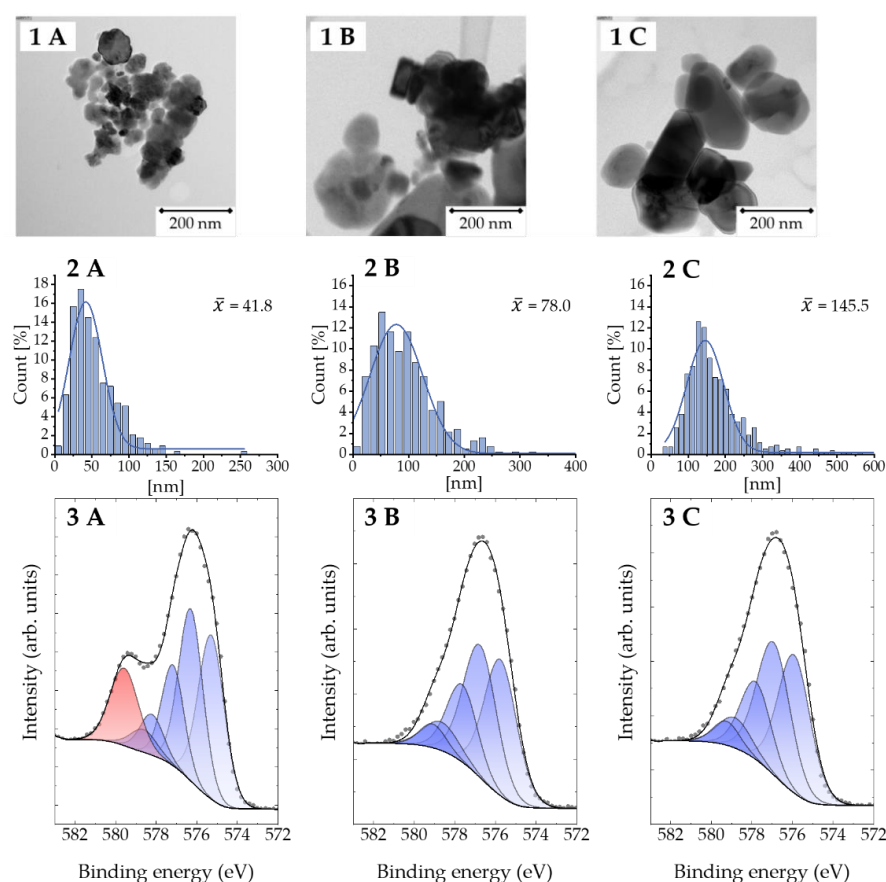 1 A
1 B
1 C
200 nm
200 nm
200 nm
2 A
2 B
2 C
x̄ = 41.8
x̄ = 78.0
x̄ = 145.5
Count [%]
18
16
14
12
10
8
6
4
2
0
0 50 100 150 200 250 300
[nm]
Count [%]
16
14
12
10
8
6
4
2
0
0 100 200 300 400
[nm]
Count [%]
16
14
12
10
8
6
4
2
0
0 100 200 300 400 500 600
[nm]
3 A
3 B
3 C
Intensity (arb. units)
Intensity (arb. units)
Intensity (arb. units)
582 580 578 576 574 572
582 580 578 576 574 572
582 580 578 576 574 572
Binding energy (eV)
Binding energy (eV)
Binding energy (eV)